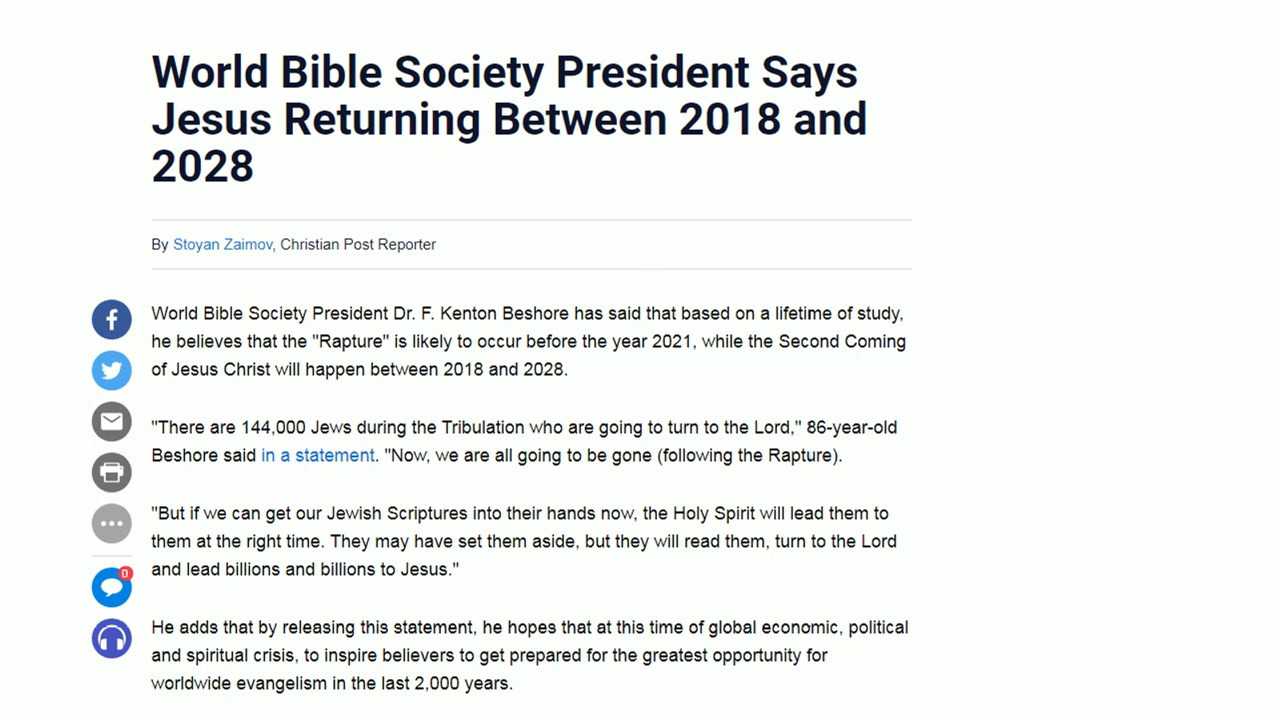 World Bible Society President Says
Jesus Returning Between 2018 and
2028
By Stoyan Zaimov, Christian Post Reporter
World Bible Society President Dr. F. Kenton Beshore has said that based on a lifetime of study,
he believes that the "Rapture" is likely to occur before the year 2021, while the Second Coming
of Jesus Christ will happen between 2018 and 2028.
"There are 144,000 Jews during the Tribulation who are going to turn to the Lord," 86-year-old
Beshore said in a statement. "Now, we are all going to be gone (following the Rapture).
"But if we can get our Jewish Scriptures into their hands now, the Holy Spirit will lead them to
them at the right time. They may have set them aside, but they will read them, turn to the Lord
and lead billions and billions to Jesus."
0
He adds that by releasing this statement, he hopes that at this time of global economic, political
and spiritual crisis, to inspire believers to get prepared for the greatest opportunity for
worldwide evangelism in the last 2,000 years.